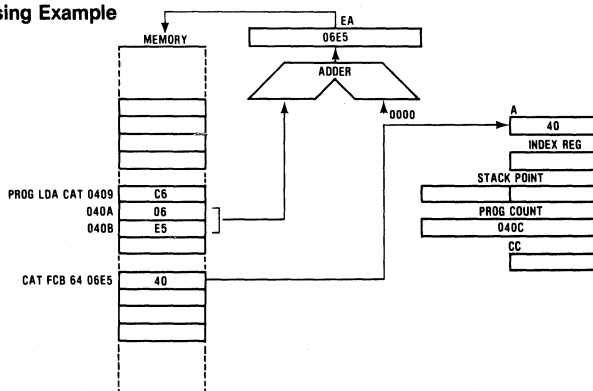 sing Example
EA
06E5
MEMORY
ADDER
0000
A
40
INDEX REG
STACK POINT
PROG LDA CAT 0409 C6
PROG COUNT
040A 06
040B E5
040C
CC
CAT FCB 64 06E5 40